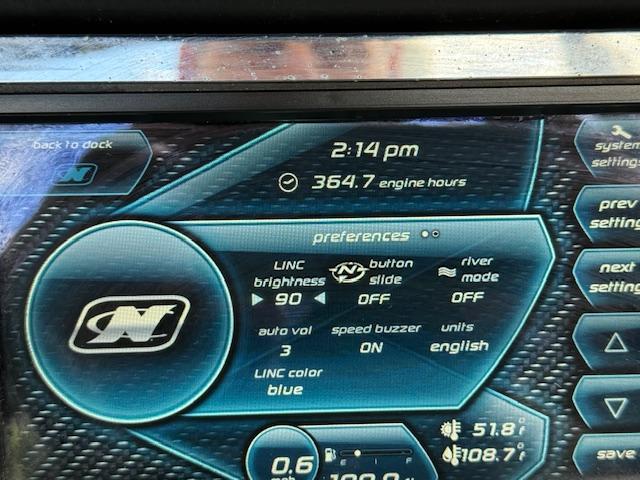 back to dock
2:14 pm
364.7 engine hours
system
settings
preferences
prev
setting
next
setting
LINC brightness
90
button slide
OFF
river mode
OFF
auto vol
3
speed buzzer
ON
units
english
LINC color
blue
0.6
mph
E F
51.8 °F
108.7 °F
save